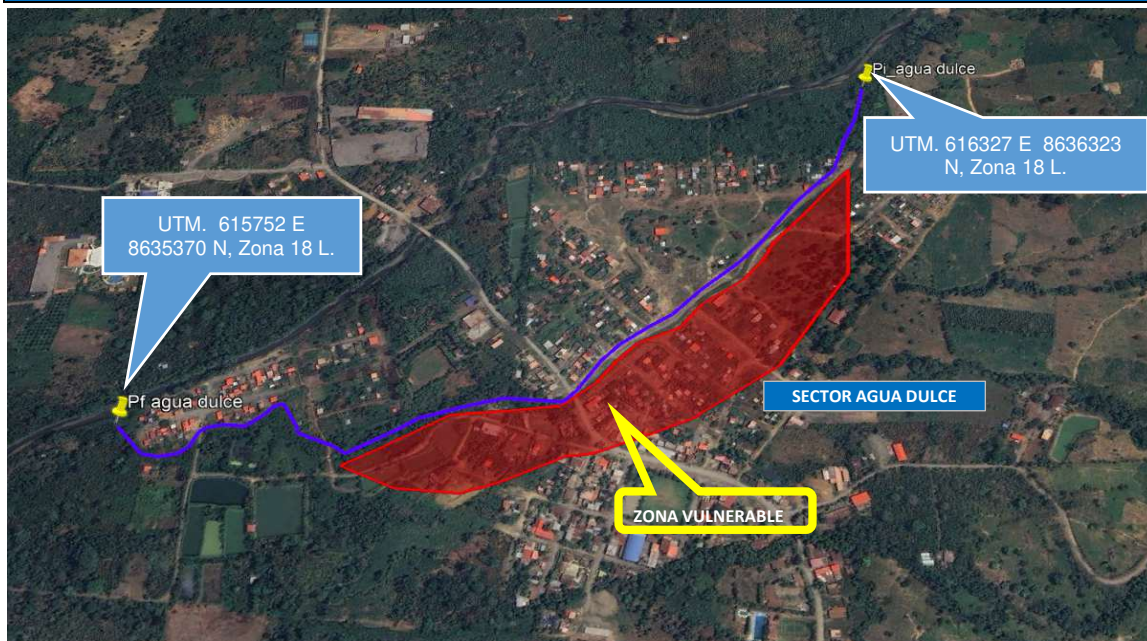 Pi_agua dulce
UTM. 616327 E 8636323
N, Zona 18 L.
UTM. 615752 E
8635370 N, Zona 18 L.
Pf agua dulce
SECTOR AGUA DULCE
ZONA VULNERABLE